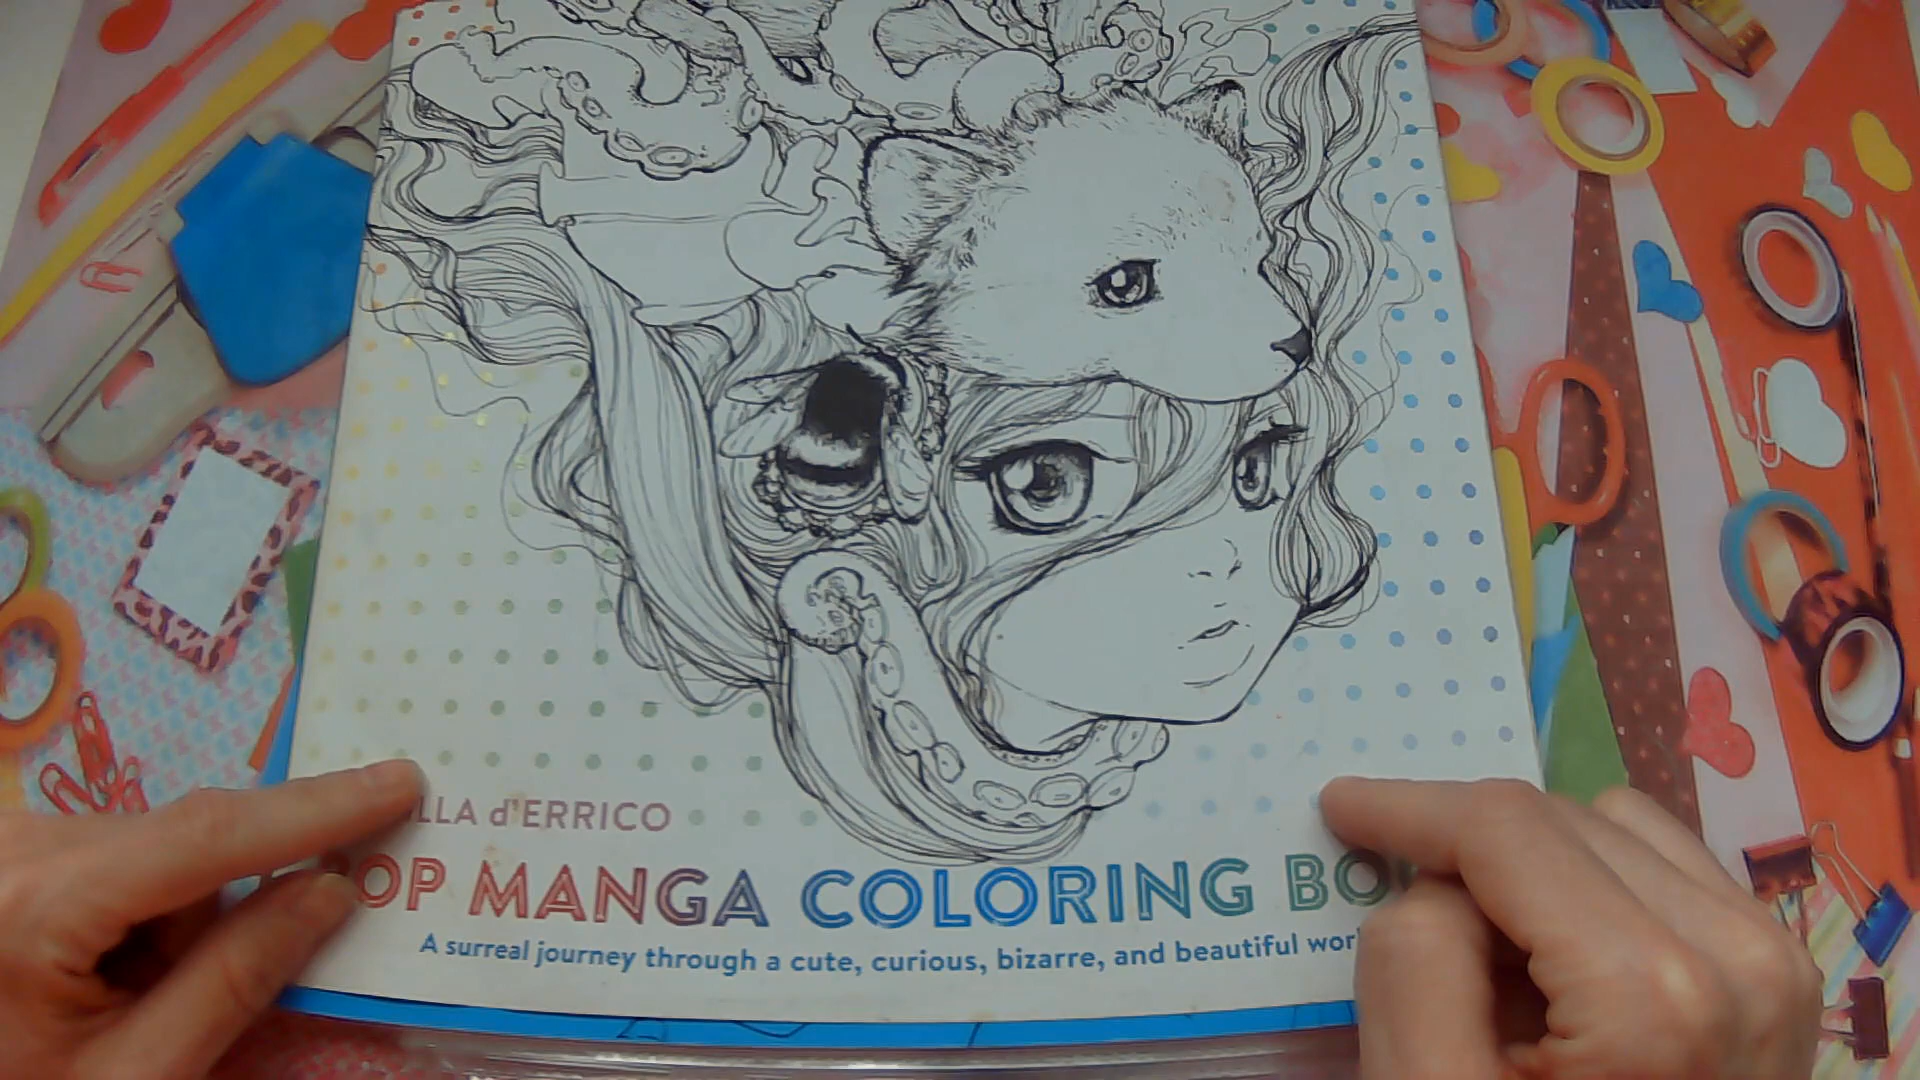 LLA d'ERRICO
OP MANGA COLORING BO
A surreal journey through a cute, curious, bizarre, and beautiful wor